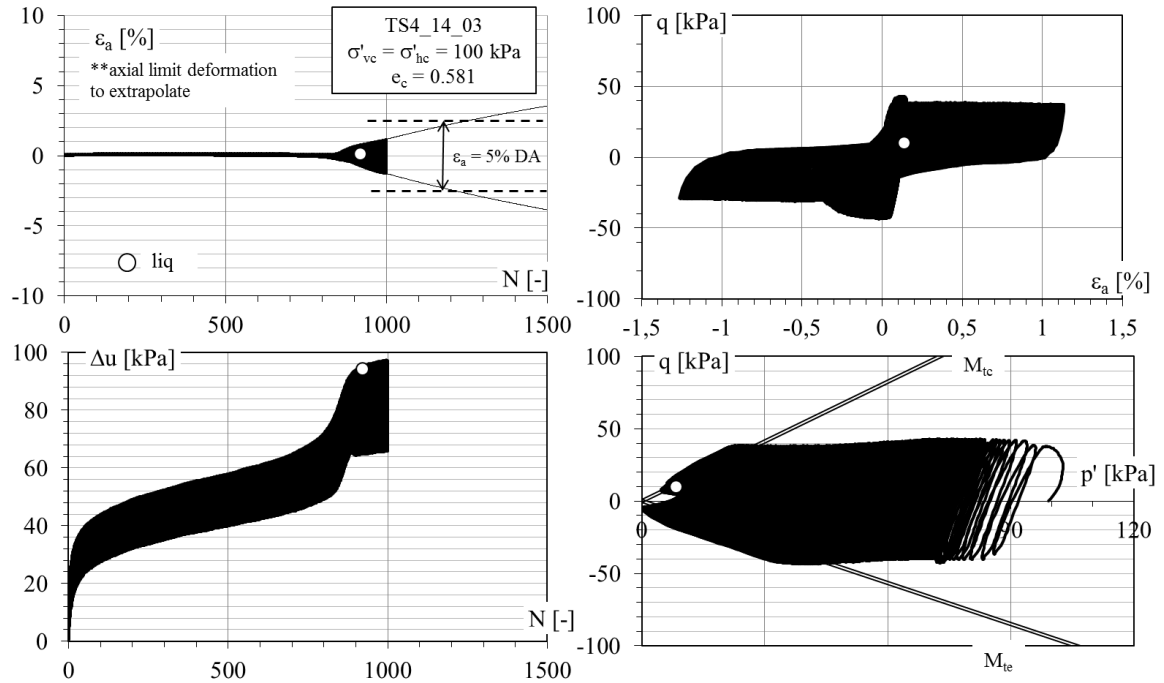 10
ε_a [%]
**axial limit deformation
to extrapolate
TS4_14_03
σ'_vc = σ'_hc = 100 kPa
e_c = 0.581
5
0
ε_a = 5% DA
-5
liq
N [-]
-10
0
500
1000
1500
100
q [kPa]
50
0
-50
-100
ε_a [%]
-1,5
-1
-0,5
0
0,5
1
1,5
100
Δu [kPa]
80
60
40
20
N [-]
0
0
500
1000
1500
100
q [kPa]
M_tc
50
p' [kPa]
0
0
90
120
-50
M_te
-100